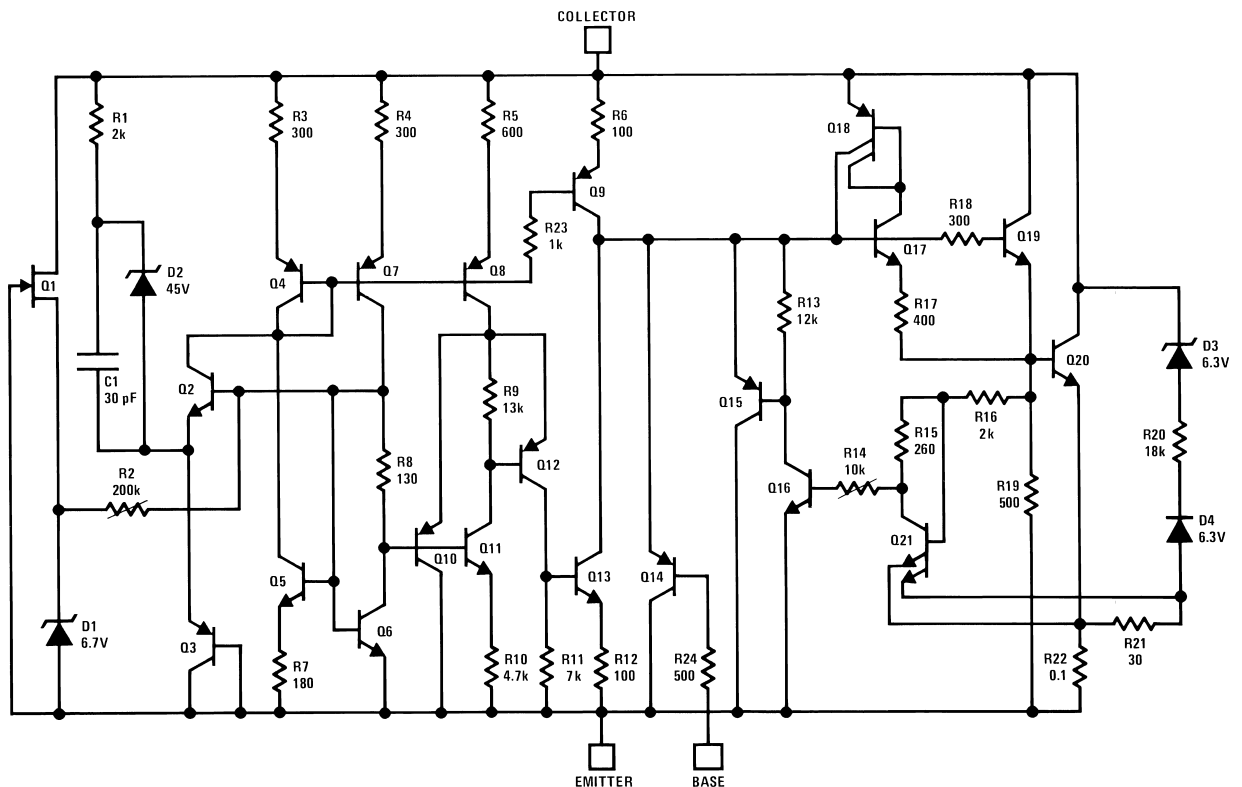 COLLECTOR
R1
2k
R3
300
R4
300
R5
600
R6
100
Q18
Q9
R23
1k
R18
300
Q19
Q17
Q1
D2
45V
Q4
Q7
Q8
R13
12k
R17
400
C1
30 pF
Q2
R9
13k
Q15
Q20
D3
6.3V
R2
200k
R8
130
Q12
R14
10k
R15
260
R16
2k
R20
18k
Q16
R19
500
Q10
Q11
Q21
D4
6.3V
Q5
Q13
Q14
D1
6.7V
Q3
Q6
R7
180
R10
4.7k
R11
7k
R12
100
R24
500
R22
0.1
R21
30
EMITTER
BASE